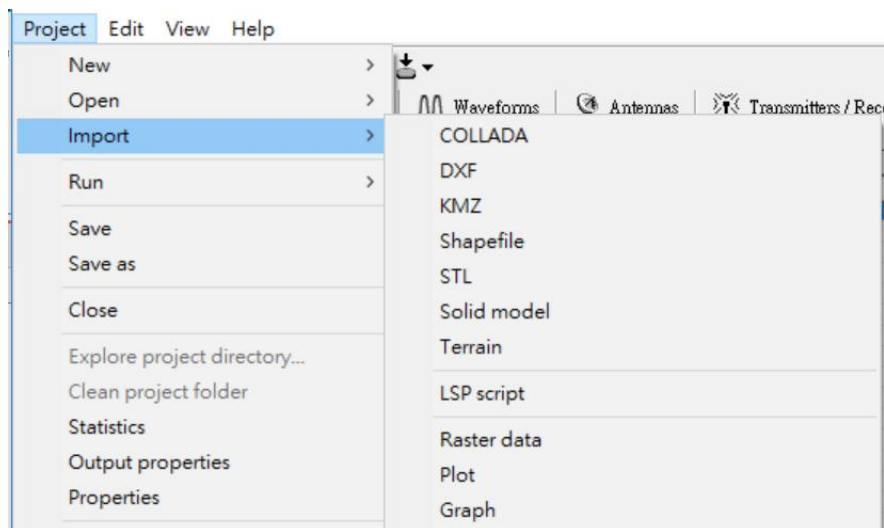 Project Edit View Help
New
Open
Import
Run
Save
Save as
Close
Explore project directory...
Clean project folder
Statistics
Output properties
Properties
Waveforms Antennas Transmitters / Rec
COLLADA
DXF
KMZ
Shapefile
STL
Solid model
Terrain
LSP script
Raster data
Plot
Graph